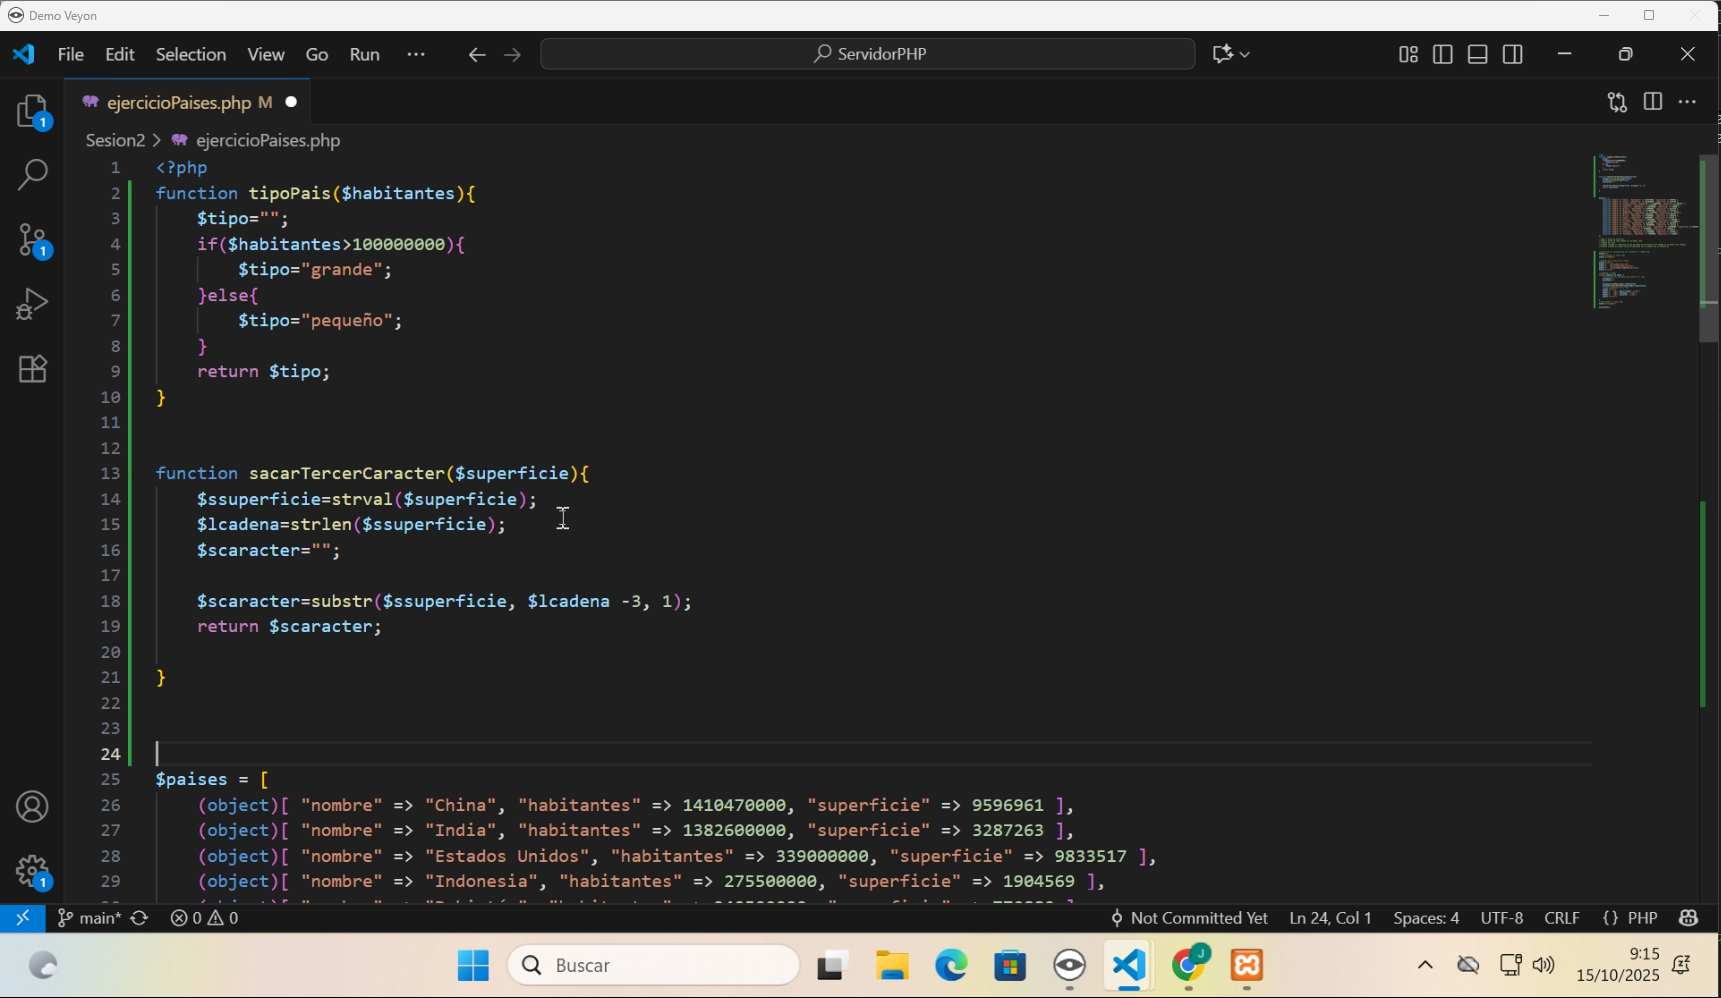 Demo Veyon
File Edit Selection View Go Run ··· ServidorPHP
ejercicioPaises.php M
Sesion2 > ejercicioPaises.php
1 <?php
2 function tipoPais($habitantes){
3 $tipo="";
4 if($habitantes>100000000){
5 $tipo="grande";
6 }else{
7 $tipo="pequeño";
8 }
9 return $tipo;
10 }
11
12
13 function sacarTercerCaracter($superficie){
14 $ssuperficie=strval($superficie);
15 $lcadena=strlen($ssuperficie);
16 $scaracter="";
17
18 $scaracter=substr($ssuperficie, $lcadena -3, 1);
19 return $scaracter;
20
21 }
22
23
24
25 $paises = [
26 (object)[ "nombre" => "China", "habitantes" => 1410470000, "superficie" => 9596961 ],
27 (object)[ "nombre" => "India", "habitantes" => 1382600000, "superficie" => 3287263 ],
28 (object)[ "nombre" => "Estados Unidos", "habitantes" => 339000000, "superficie" => 9833517 ],
29 (object)[ "nombre" => "Indonesia", "habitantes" => 275500000, "superficie" => 1904569 ],
1
1
1
main* 0 0 Not Committed Yet Ln 24, Col 1 Spaces: 4 UTF-8 CRLF {} PHP
Buscar
J
9:15
15/10/2025